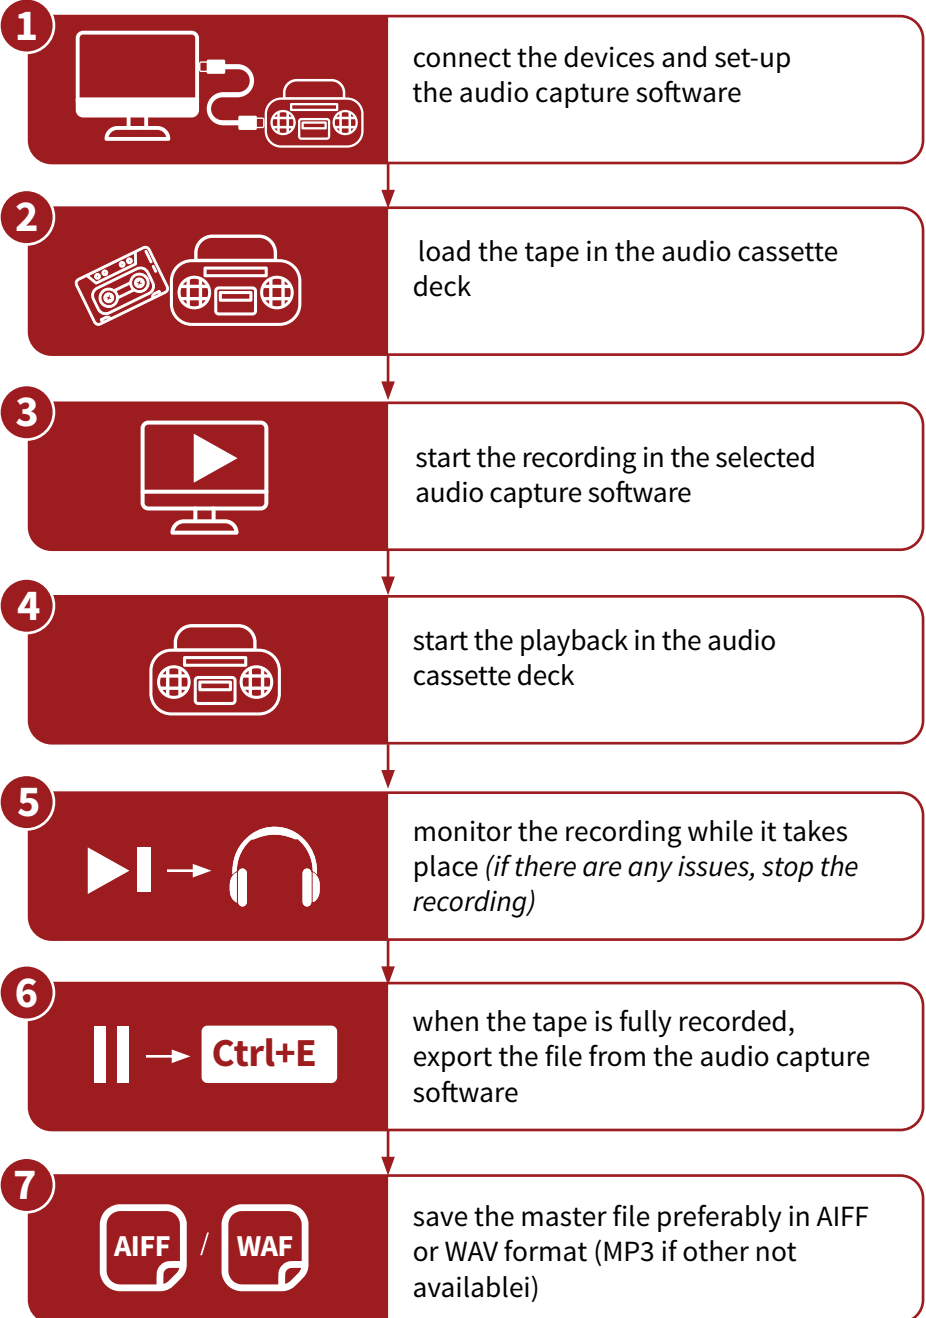 1
connect the devices and set-up
the audio capture software
2
load the tape in the audio cassette
deck
3
start the recording in the selected
audio capture software
4
start the playback in the audio
cassette deck
5
monitor the recording while it takes
place (if there are any issues, stop the
recording)
6
Ctrl+E
when the tape is fully recorded,
export the file from the audio capture
software
7
AIFF / WAF
save the master file preferably in AIFF
or WAV format (MP3 if other not
availablei)